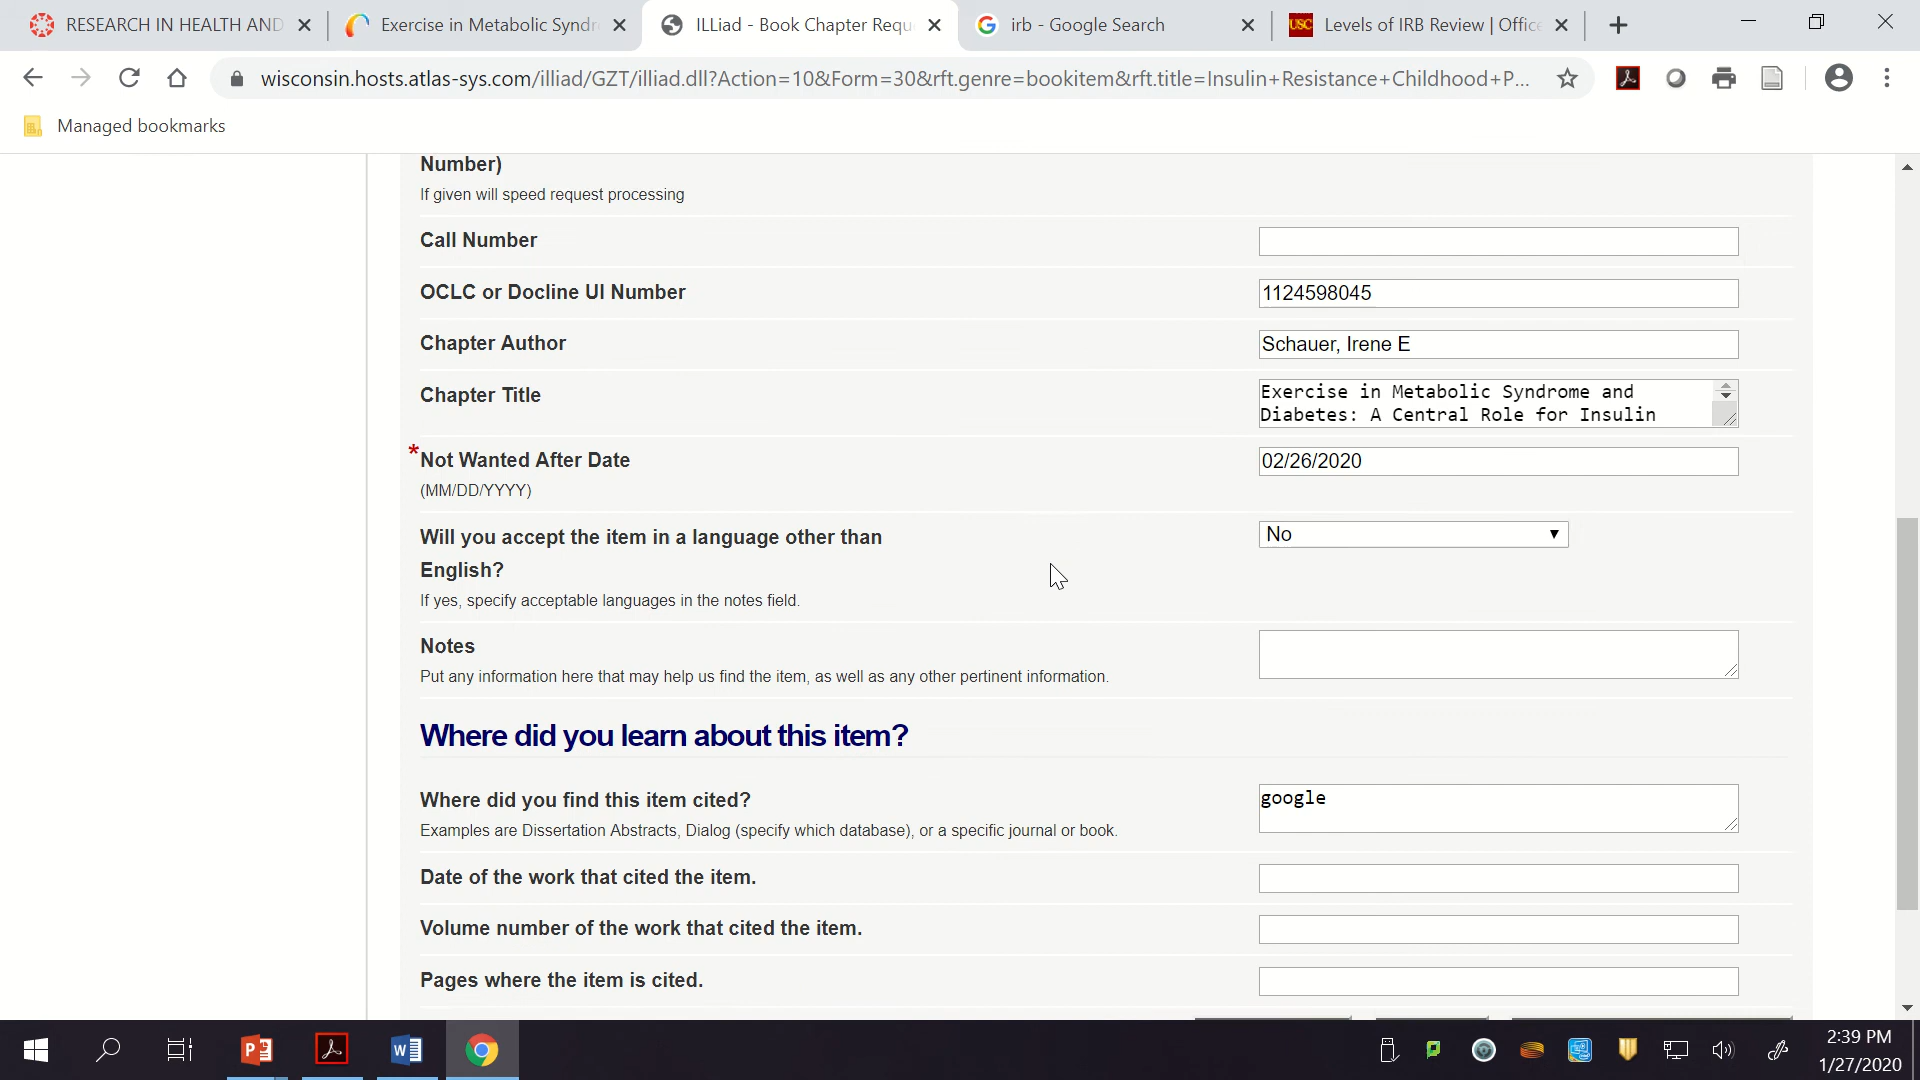 RESEARCH IN HEALTH AND
Exercise in Metabolic Syndr
ILLiad - Book Chapter Requ
irb - Google Search
USC
Levels of IRB Review | Office
wisconsin.hosts.atlas-sys.com/illiad/GZT/illiad.dll?Action=10&Form=30&rft.genre=bookitem&rft.title=Insulin+Resistance+Childhood+P...
Managed bookmarks
Number)
If given will speed request processing
Call Number
OCLC or Docline UI Number
1124598045
Chapter Author
Schauer, Irene E
Chapter Title
Exercise in Metabolic Syndrome and
Diabetes: A Central Role for Insulin
*Not Wanted After Date
02/26/2020
(MM/DD/YYYY)
Will you accept the item in a language other than
English?
No
If yes, specify acceptable languages in the notes field.
Notes
Put any information here that may help us find the item, as well as any other pertinent information.
Where did you learn about this item?
Where did you find this item cited?
google
Examples are Dissertation Abstracts, Dialog (specify which database), or a specific journal or book.
Date of the work that cited the item.
Volume number of the work that cited the item.
Pages where the item is cited.
2:39 PM
1/27/2020